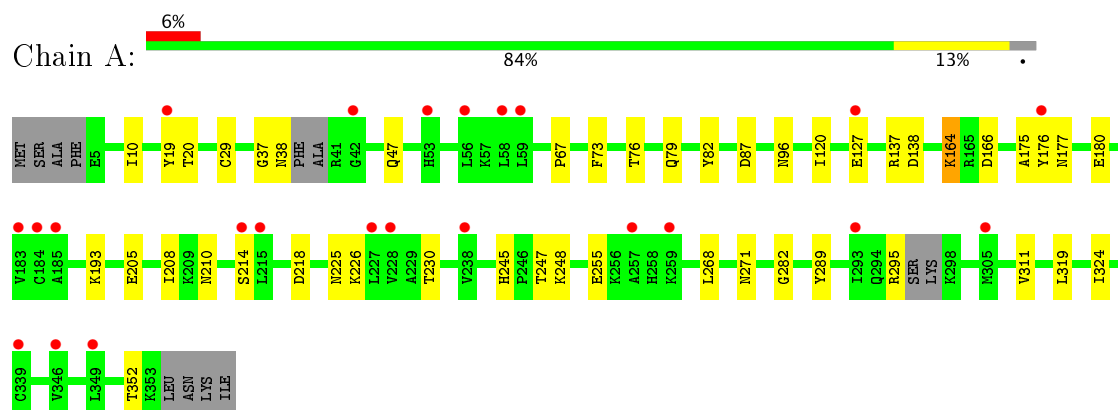 6%
Chain A:
84% 13% •
MET SER ALA PHE E5 I10 Y19 T20 C29 G37 N38 PHE ALA R41 G42 Q47 H53 L56 K57 L58 L59 P67 F73 T76 Q79 Y82 D87 N96 I120 E127 R137 D138 K164 R165 D166 A175 Y176 N177 E180
V183 C184 A185 K193 E205 I208 K209 N210 S214 L215 D218 N225 K226 L227 V228 A229 T230 V238 H245 P246 T247 K248 E255 K256 A257 H258 K259 L268 N271 G282 Y289 I293 Q294 R295 SER LYS K298 M305 V311 L319 I324
C339 V346 L349 T352 K353 LEU ASN LYS ILE